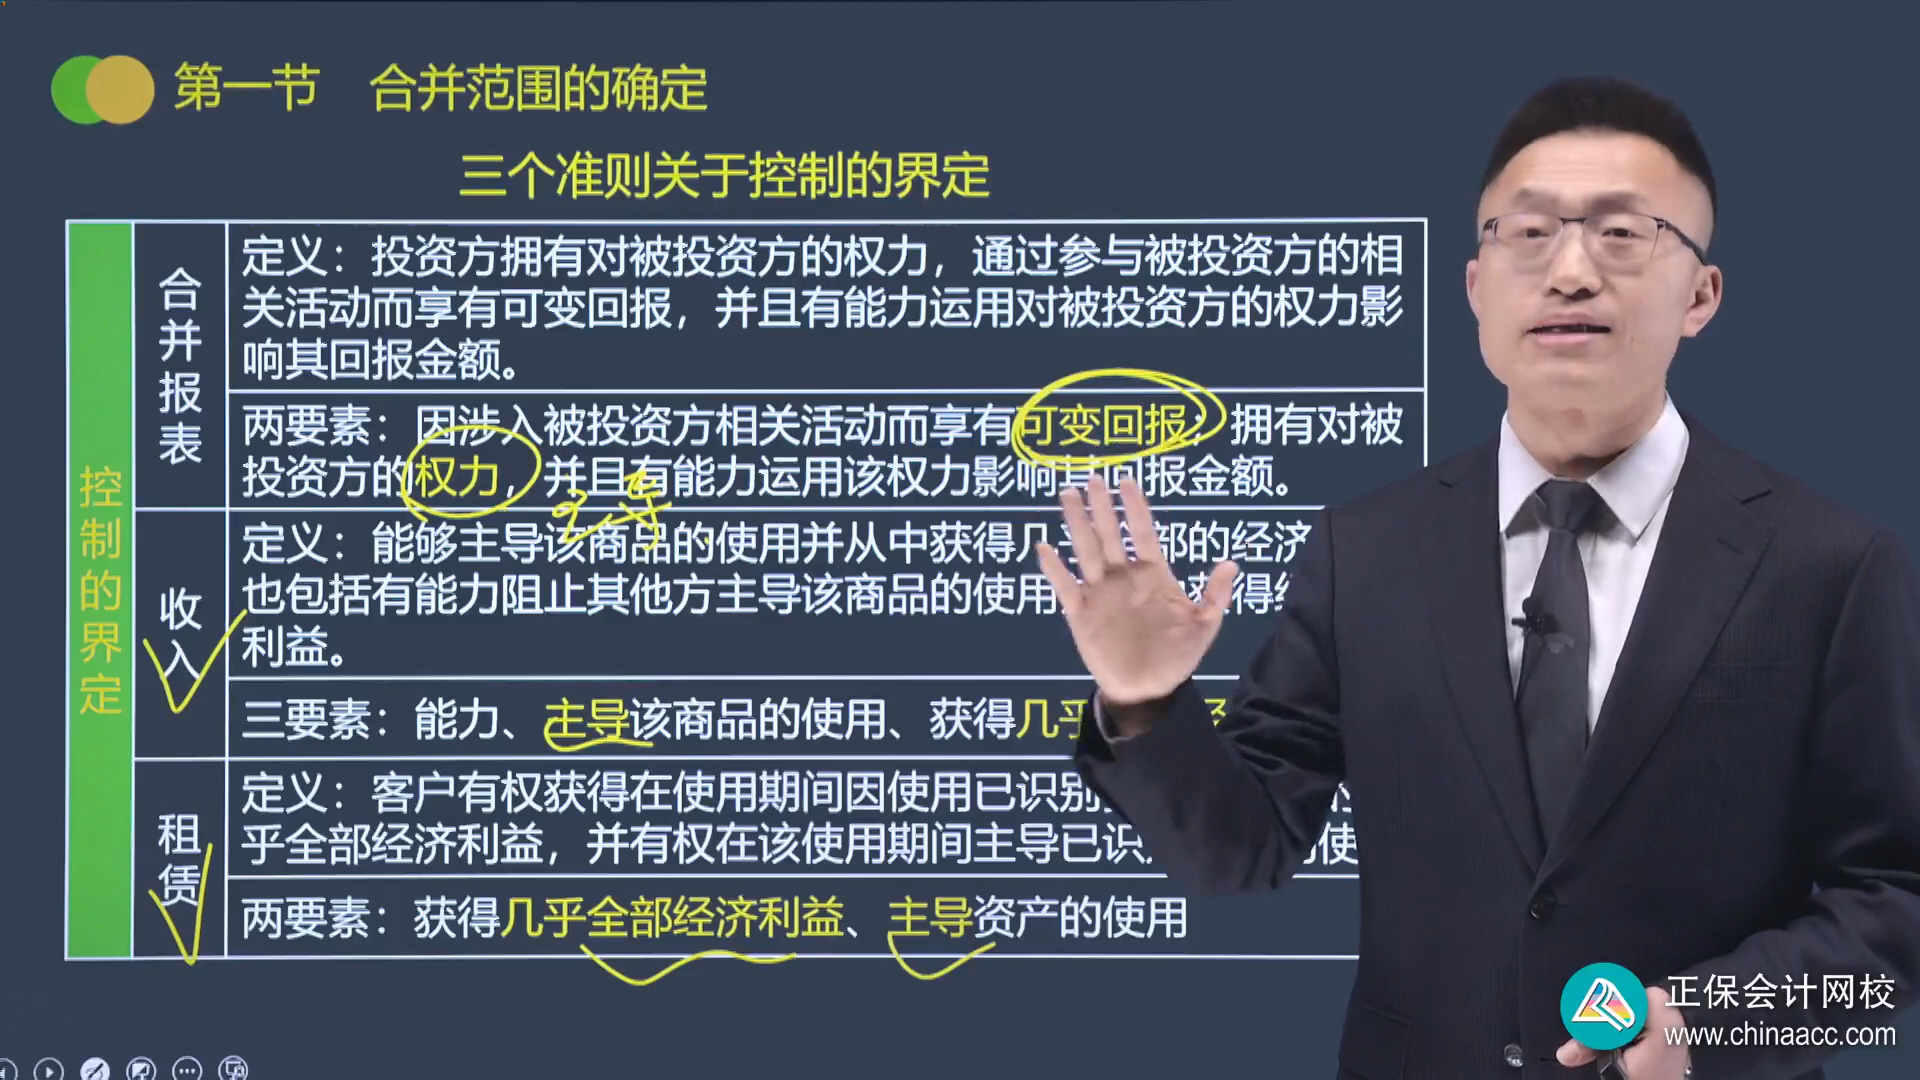 第一节 合并范围的确定
三个准则关于控制的界定
控制的界定
合并报表
定义：投资方拥有对被投资方的权力，通过参与被投资方的相
关活动而享有可变回报，并且有能力运用对被投资方的权力影
响其回报金额。
两要素：因涉入被投资方相关活动而享有可变回报；拥有对被
投资方的权力，并且有能力运用该权力影响其回报金额。
主导
收入
定义：能够主导该商品的使用并从中获得几乎全部的经济
也包括有能力阻止其他方主导该商品的使用 获得
利益。
三要素：能力、主导该商品的使用、获得几乎
租赁
定义：客户有权获得在使用期间因使用已识别
乎全部经济利益，并有权在该使用期间主导已识 使
两要素：获得几乎全部经济利益、主导资产的使用
正保会计网校
www.chinaacc.com